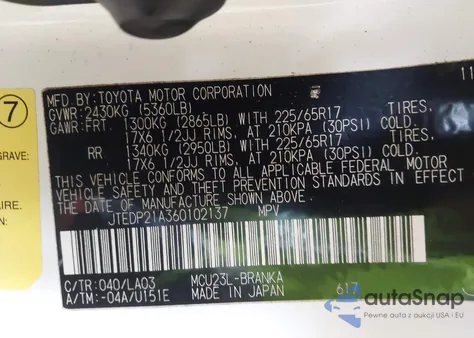 7
GRAVE:
11
MFD.BY: TOYOTA MOTOR CORPORATION
GVWR: 2430KG (5360LB)
GAWR: FRT. 1300KG (2865LB) WITH 225/65R17 TIRES.
17X6 1/2JJ RIMS, AT 210KPA (30PSI) COLD.
RR 1340KG (2950LB) WITH 225/65R17 TIRES.
17X6 1/2JJ RIMS, AT 210KPA (30PSI) COLD.
THIS VEHICLE CONFORMS TO ALL APPLICABLE FEDERAL MOTOR
VEHICLE SAFETY AND THEFT PREVENTION STANDARDS IN EFFECT
THE DATE OF MANUFACTURE SHOWN ABOVE.
JTEDP21A360102137 MPV
C/TR: 040/LA03 MCU23L-BRANKA
A/TM: -04A/U151E MADE IN JAPAN 617
autoSnap
Pewne auta z aukcji USA i EU